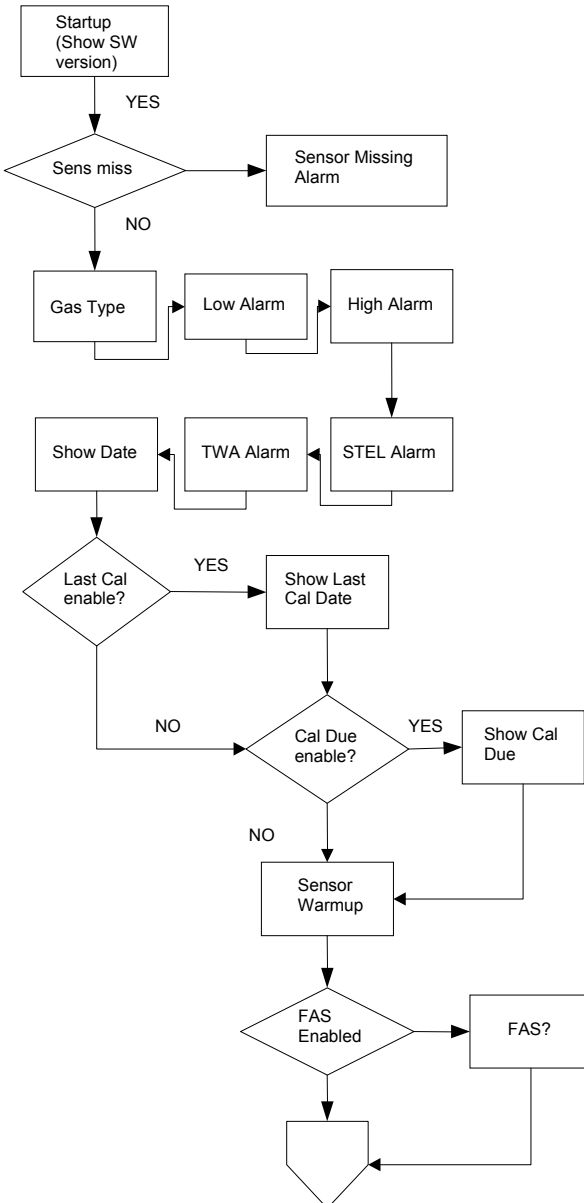 Startup
(Show SW
version)
YES
Sens miss
Sensor Missing
Alarm
NO
Gas Type
Low Alarm
High Alarm
Show Date
TWA Alarm
STEL Alarm
Last Cal
enable?
YES
Show Last
Cal Date
NO
Cal Due
enable?
YES
Show Cal
Due
NO
Sensor
Warmup
FAS
Enabled
FAS?